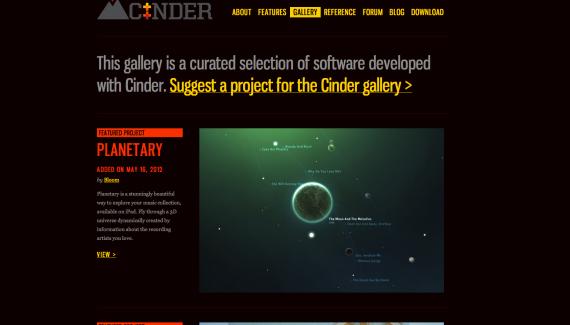 CINDER
ABOUT FEATURES GALLERY REFERENCE FORUM BLOG DOWNLOAD
This gallery is a curated selection of software developed
with Cinder. Suggest a project for the Cinder gallery >
FEATURED PROJECT
PLANETARY
ADDED ON MAY 16, 2012
by Bloom
Planetary is a stunningly beautiful
way to explore your music collection,
available on iPad. Fly through a 3D
universe dynamically created by
information about the recording
artists you love.
VIEW >
The Moon And The Melodies